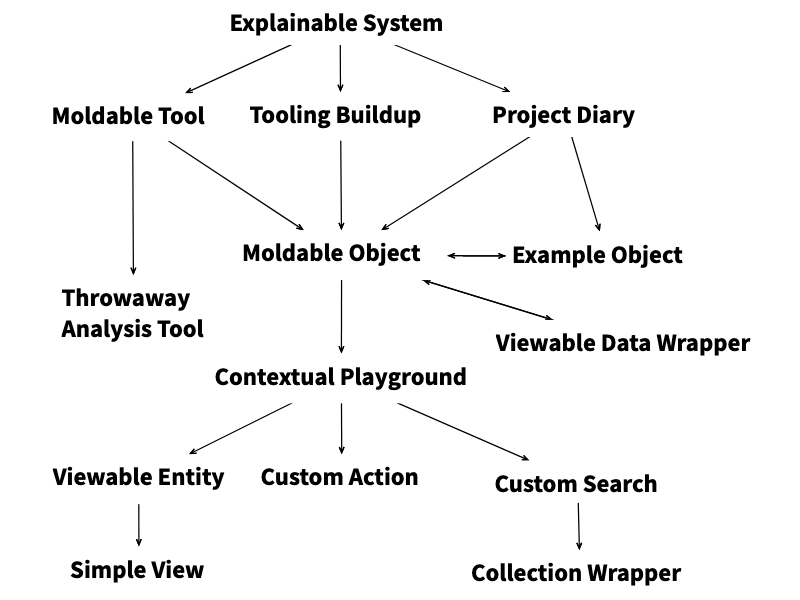 Explainable System
Moldable Tool
Tooling Buildup
Project Diary
Moldable Object
Example Object
Throwaway
Analysis Tool
Viewable Data Wrapper
Contextual Playground
Viewable Entity
Custom Action
Custom Search
Simple View
Collection Wrapper